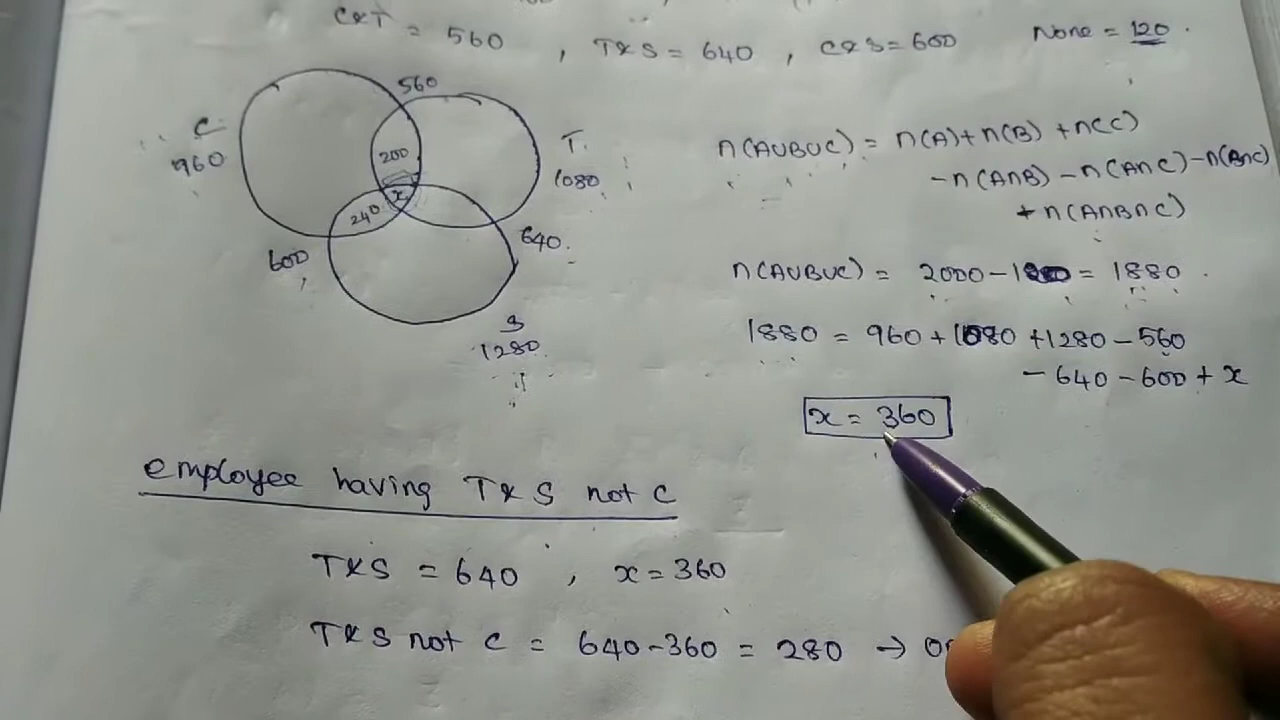 C&T = 560 , T&S = 640 , C&S = 600 None = 120 .
560
C
960
T.
1080
200
x
240
640.
600
S
1280
n(AUBUC) = n(A)+n(B)+n(C)
-n(A∩B) -n(A∩C) -n(B∩C)
+n(A∩B∩C)
n(AUBUC) = 2000-120 = 1880 .
1880 = 960+1080+1280-560
-640-600+x
x = 360
employee having T&S not C
T&S = 640 , x = 360
T&S not C = 640-360 = 280 →